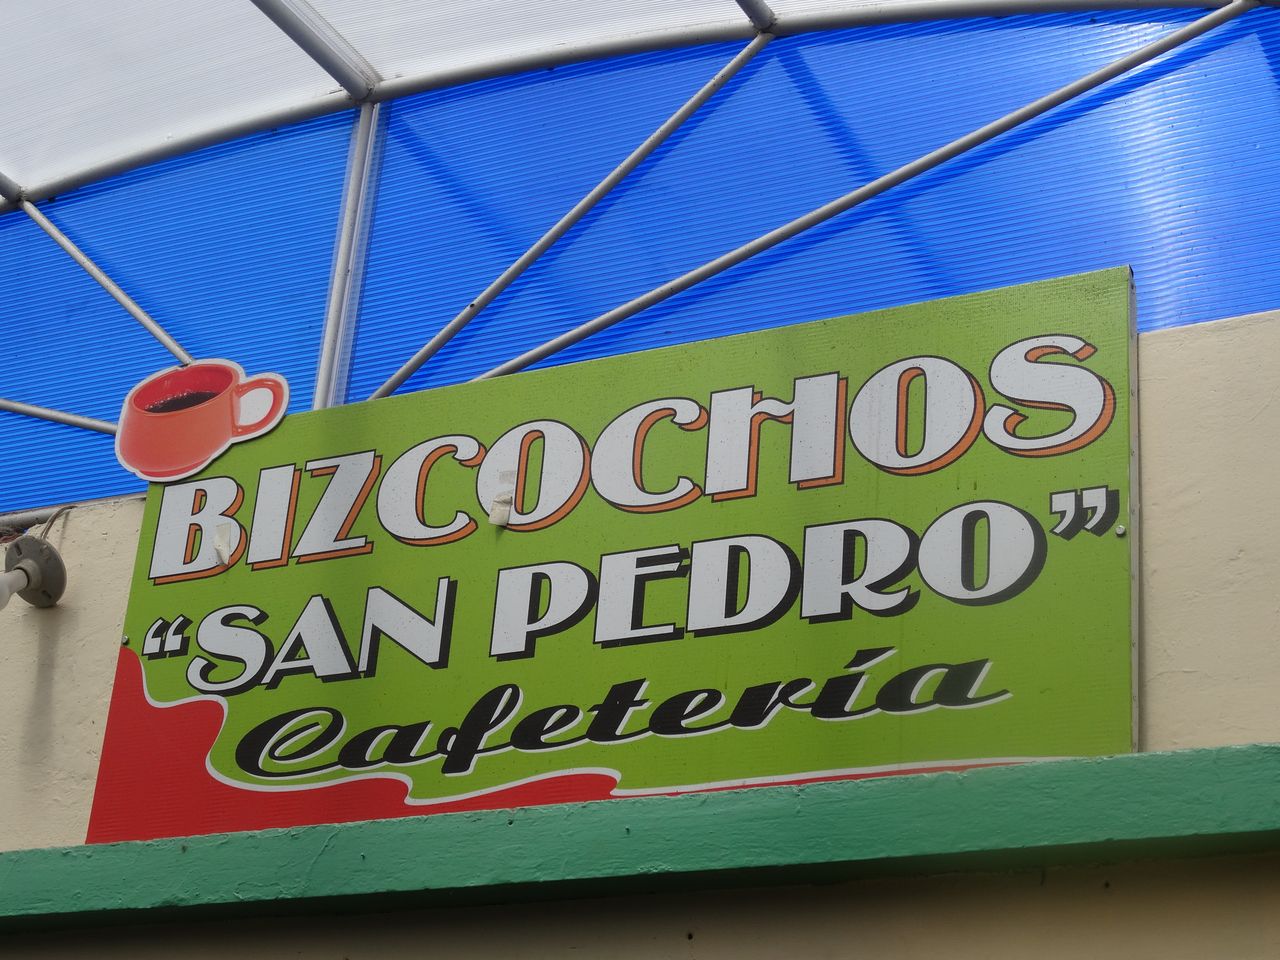 BIZCOCHOS
“SAN PEDRO”
Cafetería